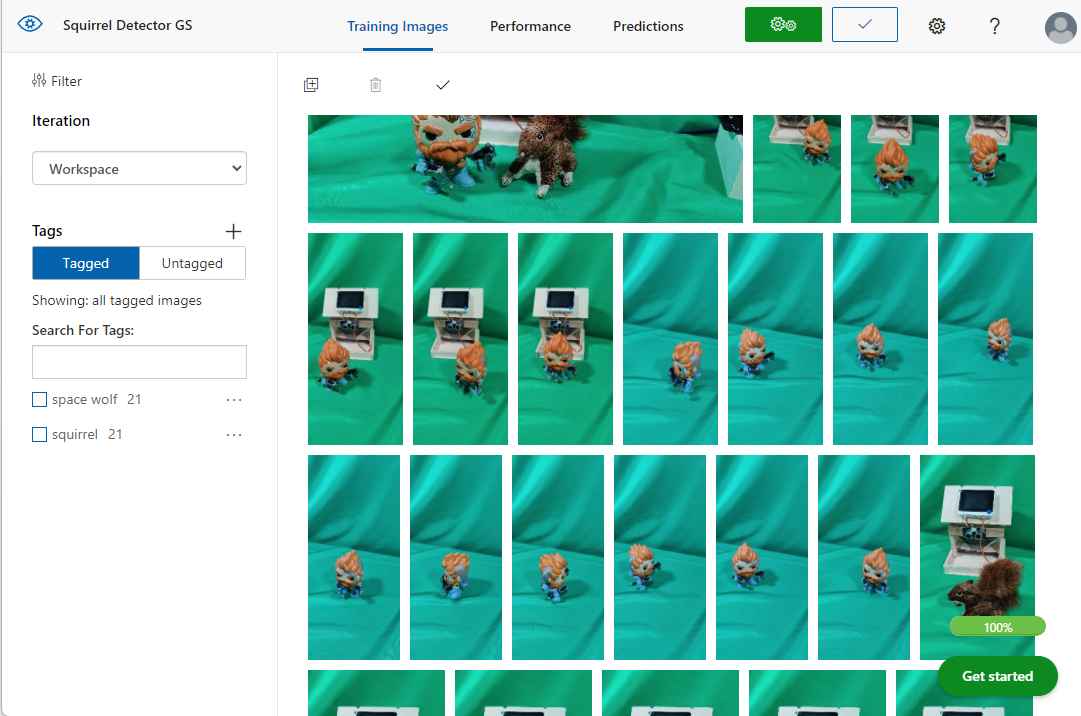 Squirrel Detector GS
Training Images
Performance
Predictions
?
Filter
Iteration
Workspace
Tags
Tagged
Untagged
Showing: all tagged images
Search For Tags:
space wolf 21
squirrel 21
100%
Get started